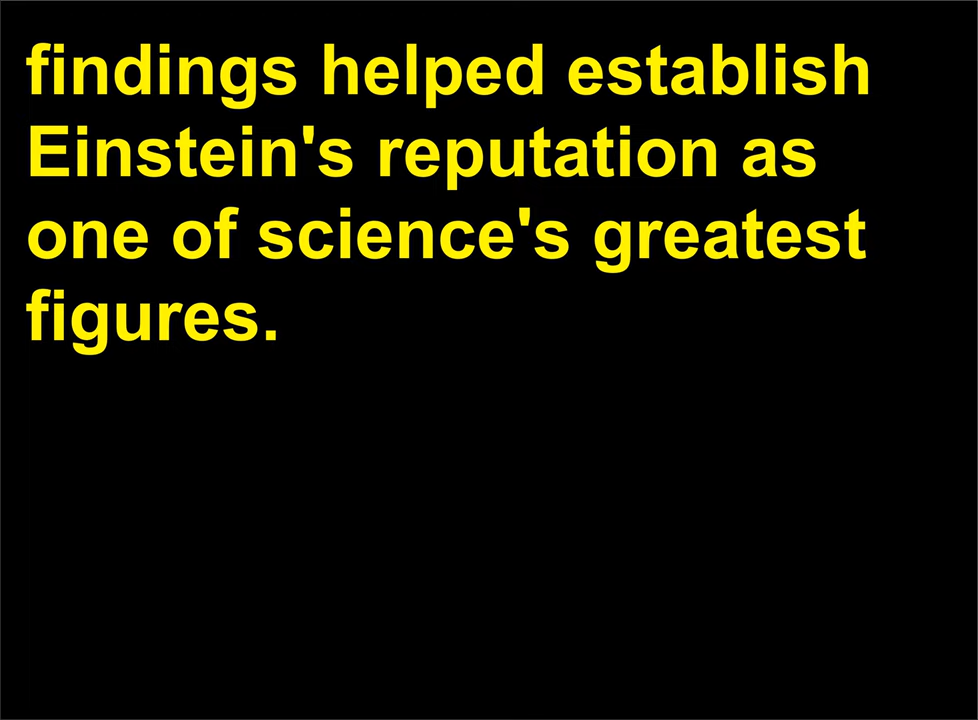 findings helped establish
Einstein's reputation as
one of science's greatest
figures.